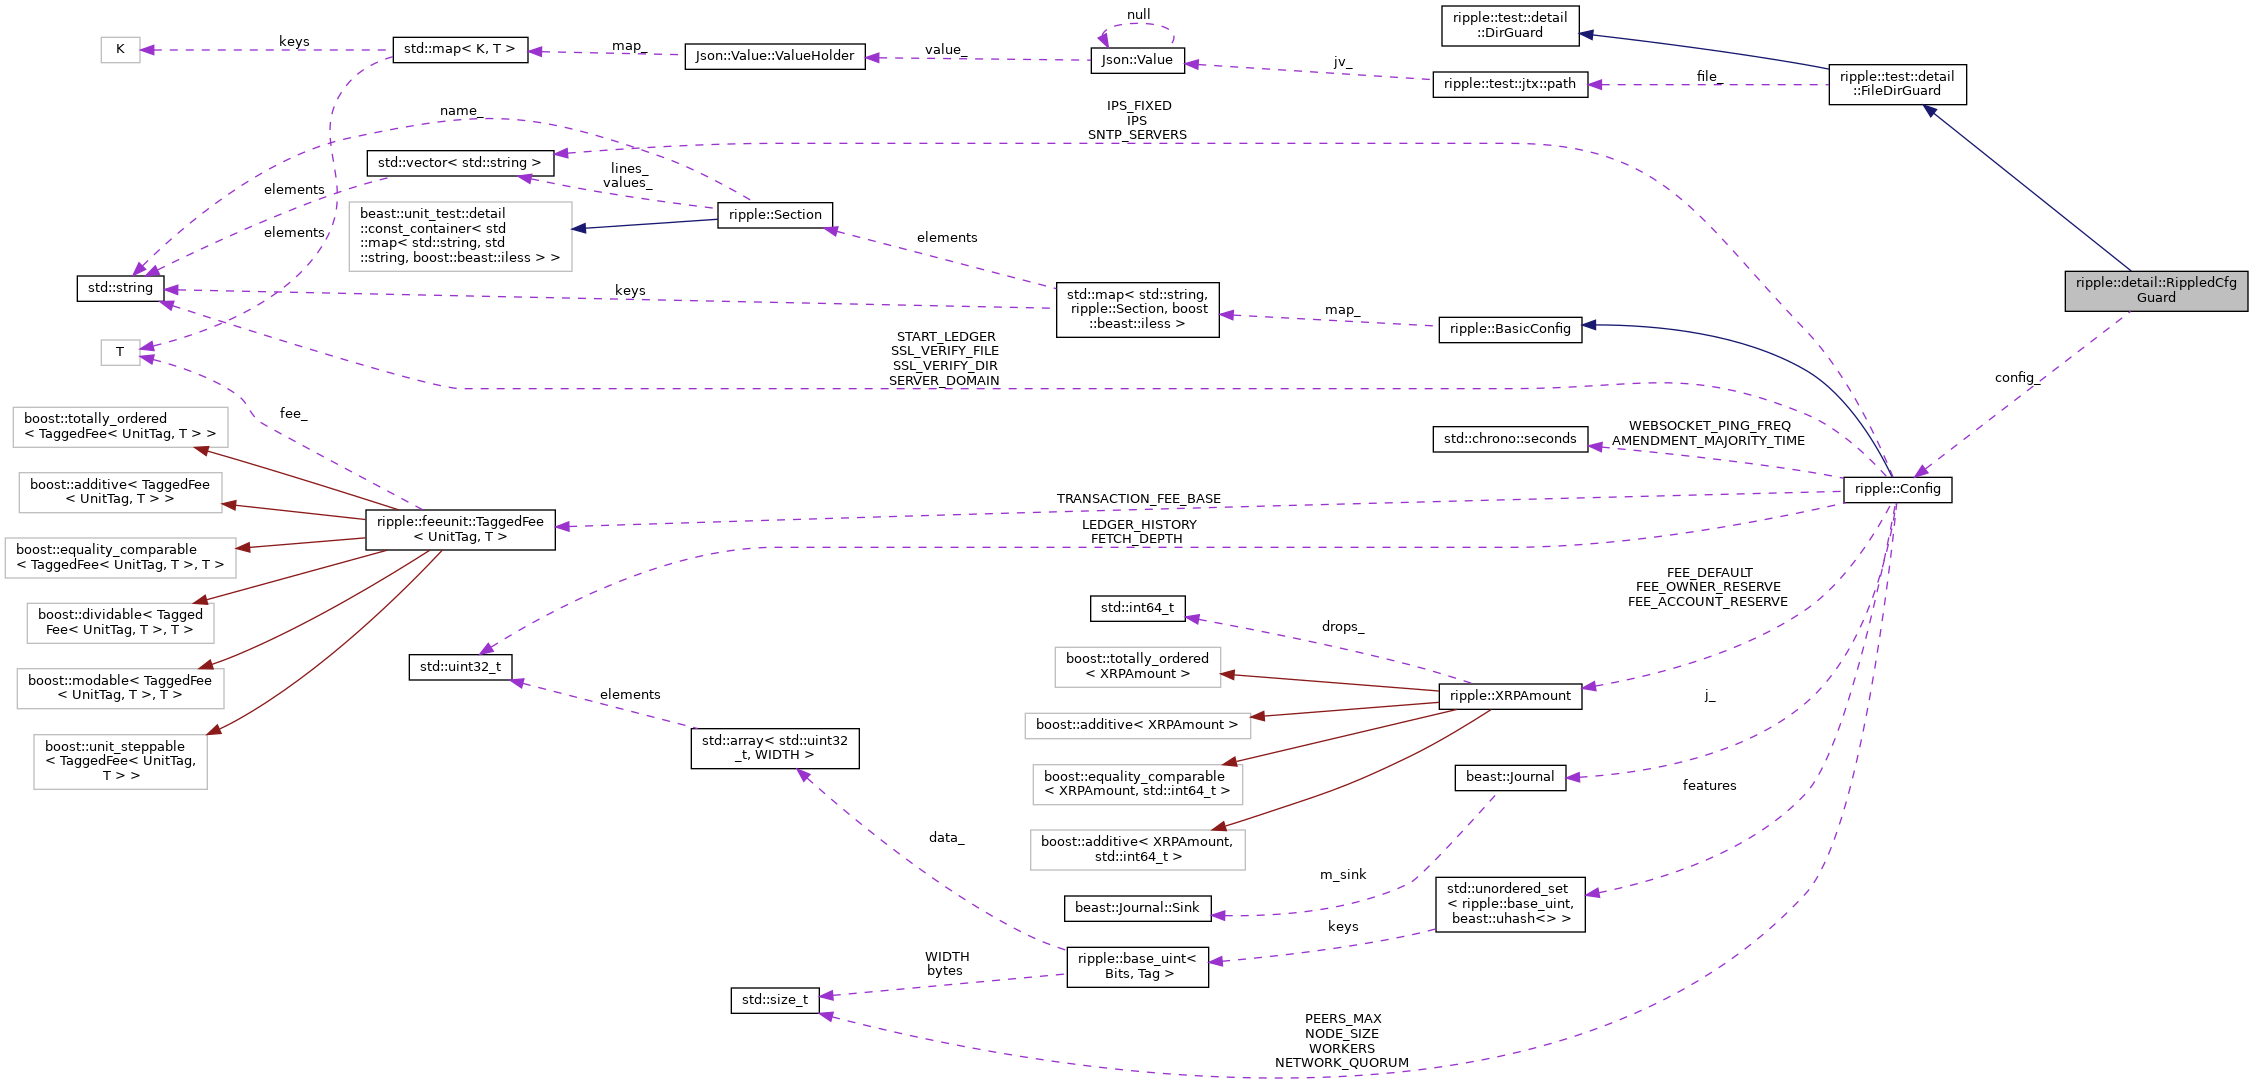 null
ripple::test::detail
::DirGuard
K
keys
std::map< K, T >
map_
Json::Value::ValueHolder
value_
Json::Value
jv_
ripple::test::jtx::path
file_
ripple::test::detail
::FileDirGuard
name_
IPS_FIXED
IPS
SNTP_SERVERS
std::vector< std::string >
lines_
values_
elements
ripple::Section
beast::unit_test::detail
::const_container< std
::map< std::string, std
::string, boost::beast::iless > >
elements
elements
std::string
keys
std::map< std::string,
ripple::Section, boost
::beast::iless >
map_
ripple::BasicConfig
ripple::detail::RippledCfg
Guard
T
START_LEDGER
SSL_VERIFY_FILE
SSL_VERIFY_DIR
SERVER_DOMAIN
config_
fee_
boost::totally_ordered
< TaggedFee< UnitTag, T > >
std::chrono::seconds
WEBSOCKET_PING_FREQ
AMENDMENT_MAJORITY_TIME
boost::additive< TaggedFee
< UnitTag, T > >
TRANSACTION_FEE_BASE
ripple::Config
ripple::feeunit::TaggedFee
< UnitTag, T >
LEDGER_HISTORY
FETCH_DEPTH
boost::equality_comparable
< TaggedFee< UnitTag, T >, T >
boost::dividable< Tagged
Fee< UnitTag, T >, T >
std::int64_t
FEE_DEFAULT
FEE_OWNER_RESERVE
FEE_ACCOUNT_RESERVE
drops_
boost::totally_ordered
< XRPAmount >
std::uint32_t
boost::modable< TaggedFee
< UnitTag, T >, T >
elements
ripple::XRPAmount
j_
boost::additive< XRPAmount >
boost::unit_steppable
< TaggedFee< UnitTag,
T > >
std::array< std::uint32
_t, WIDTH >
boost::equality_comparable
< XRPAmount, std::int64_t >
beast::Journal
features
data_
boost::additive< XRPAmount,
std::int64_t >
m_sink
beast::Journal::Sink
std::unordered_set
< ripple::base_uint,
beast::uhash<> >
keys
WIDTH
bytes
ripple::base_uint<
Bits, Tag >
std::size_t
PEERS_MAX
NODE_SIZE
WORKERS
NETWORK_QUORUM